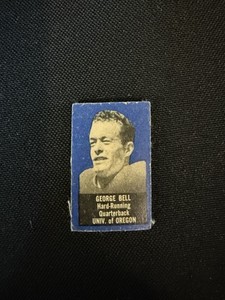 GEORGE BELL
Hard-Running
Quarterback
UNIV. of OREGON